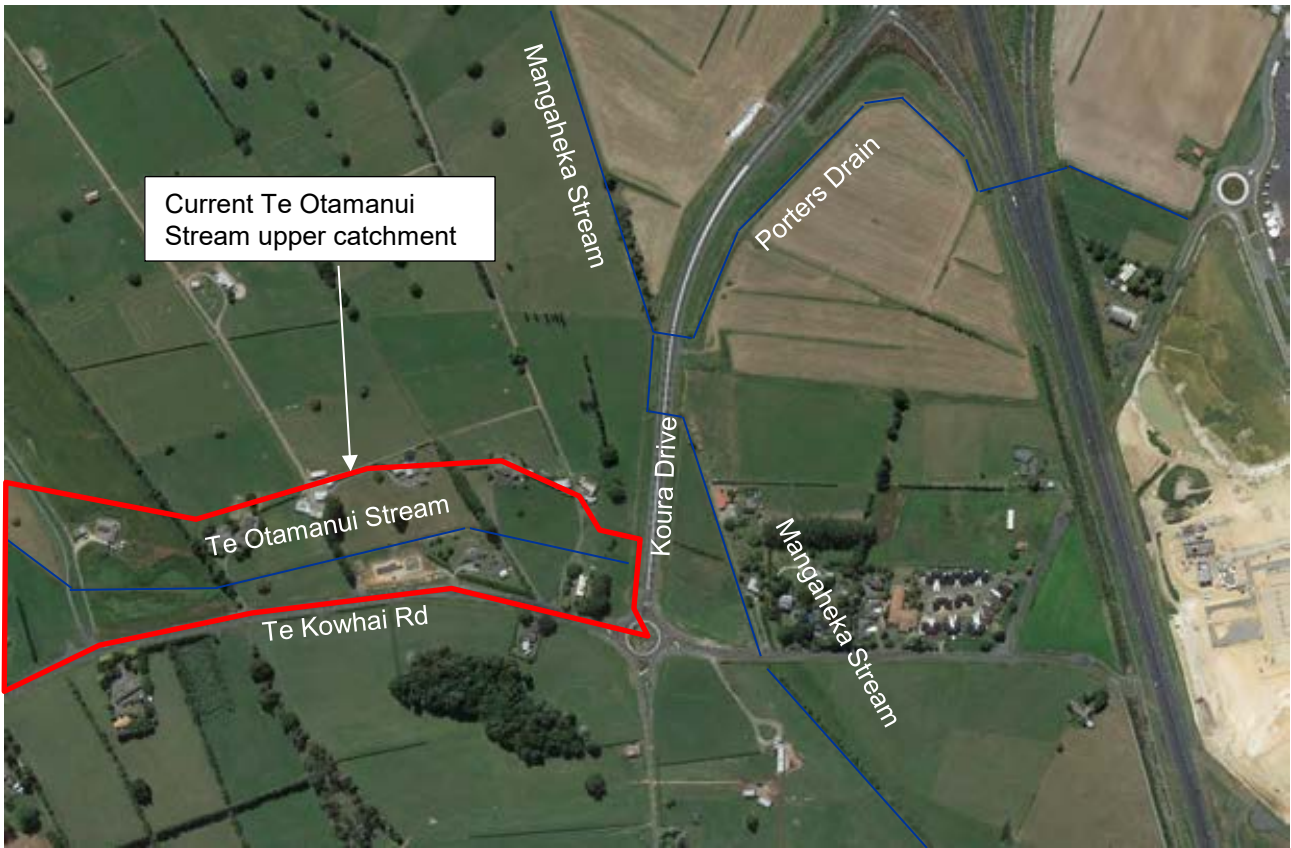 Mangaheka Stream
Porters Drain
Current Te Otamanui
Stream upper catchment
Koura Drive
Te Otamanui Stream
Te Kowhai Rd
Mangaheka Stream